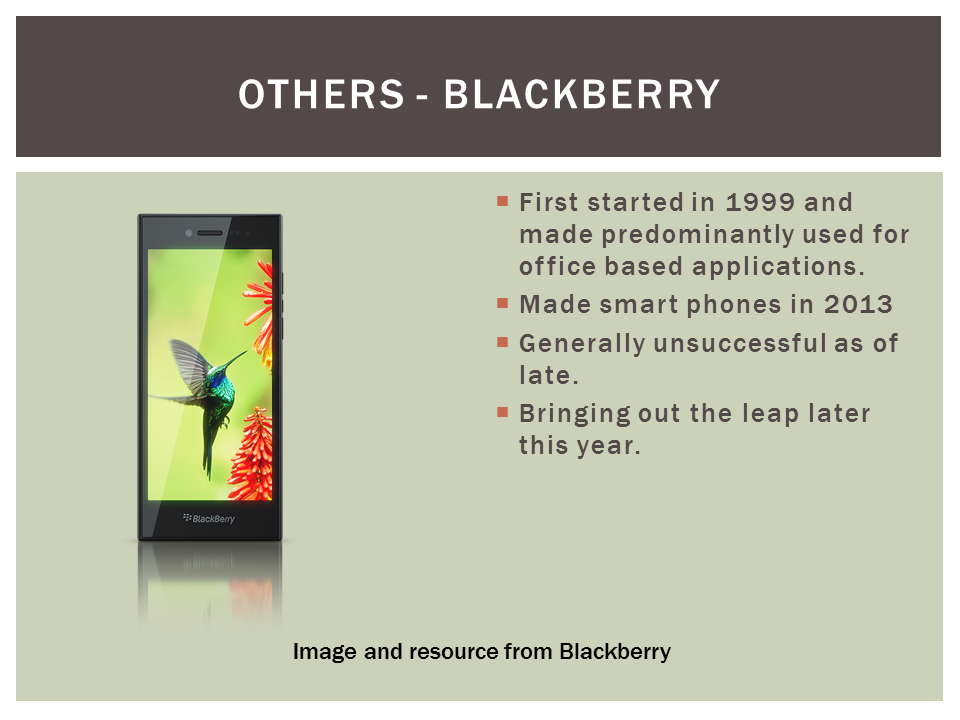 OTHERS - BLACKBERRY
First started in 1999 and
made predominantly used for
office based applications.
Made smart phones in 2013
Generally unsuccessful as of
late.
Bringing out the leap later
this year.
BlackBerry
Image and resource from Blackberry